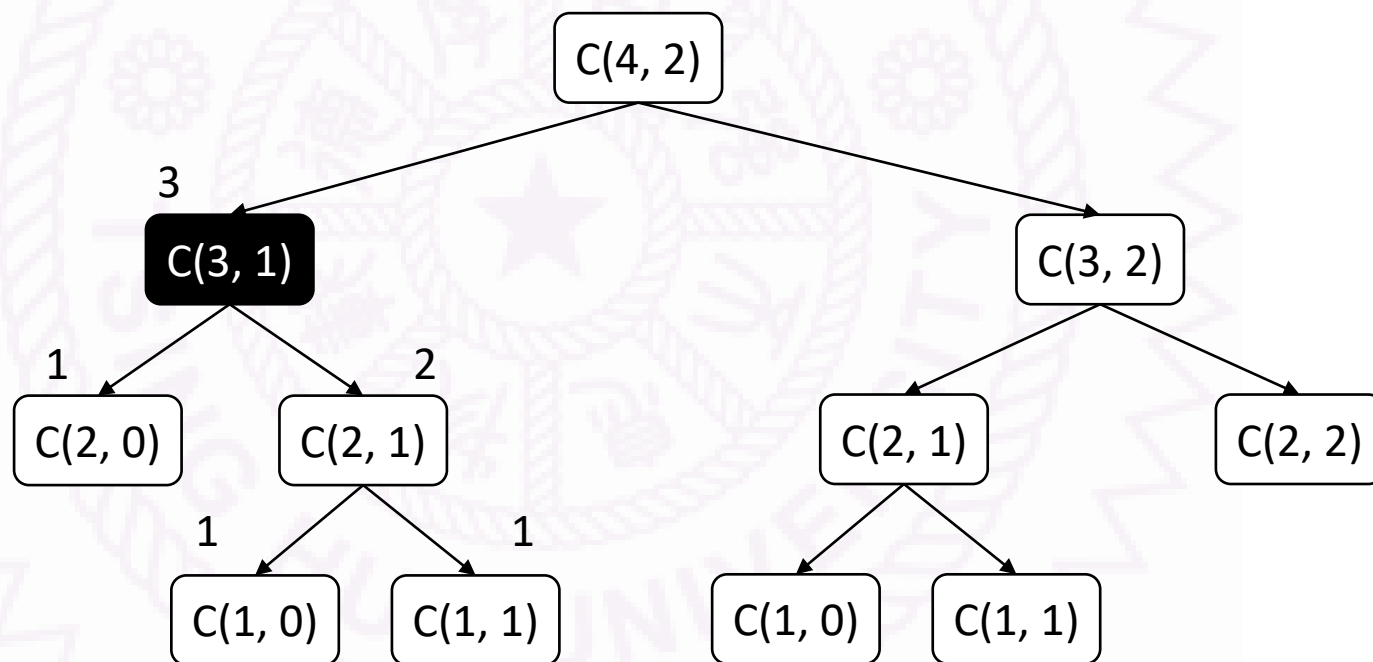 C(4, 2)
3
C(3, 1)
C(3, 2)
1
2
C(2, 0)
C(2, 1)
C(2, 1)
C(2, 2)
1
1
C(1, 0)
C(1, 1)
C(1, 0)
C(1, 1)